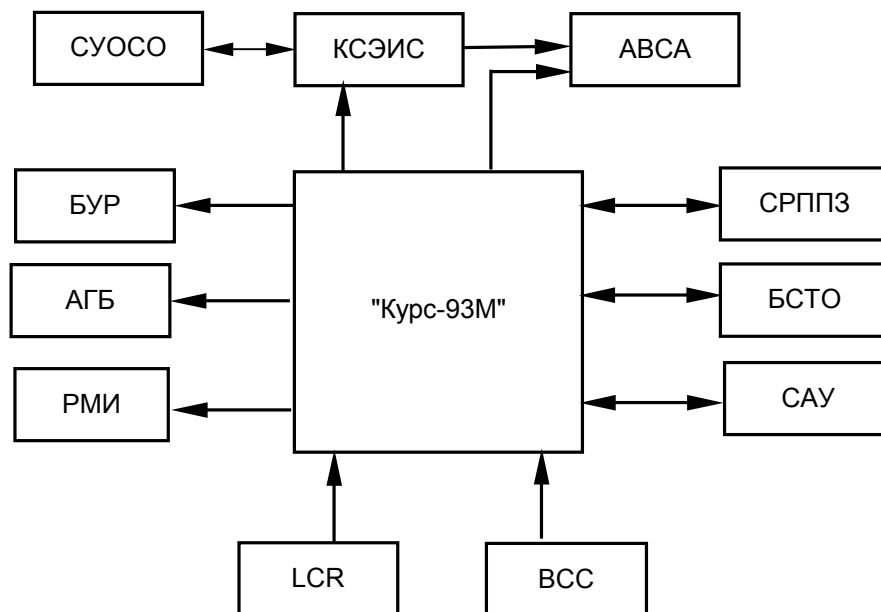 СУОСО
КСЭИС
АВСА
БУР
АГБ
РМИ
"Курс-93М"
СРППЗ
БСТО
САУ
LCR
ВСС